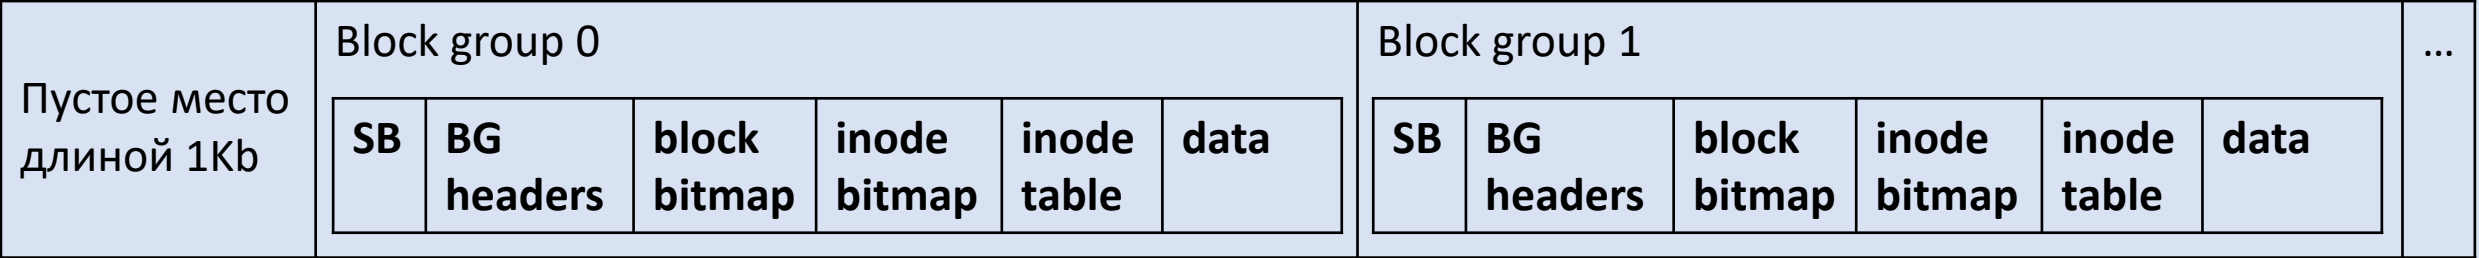 Пустое место
длиной 1Kb
Block group 0
SB
BG
headers
block
bitmap
inode
bitmap
inode
table
data
Block group 1
SB
BG
headers
block
bitmap
inode
bitmap
inode
table
data
...